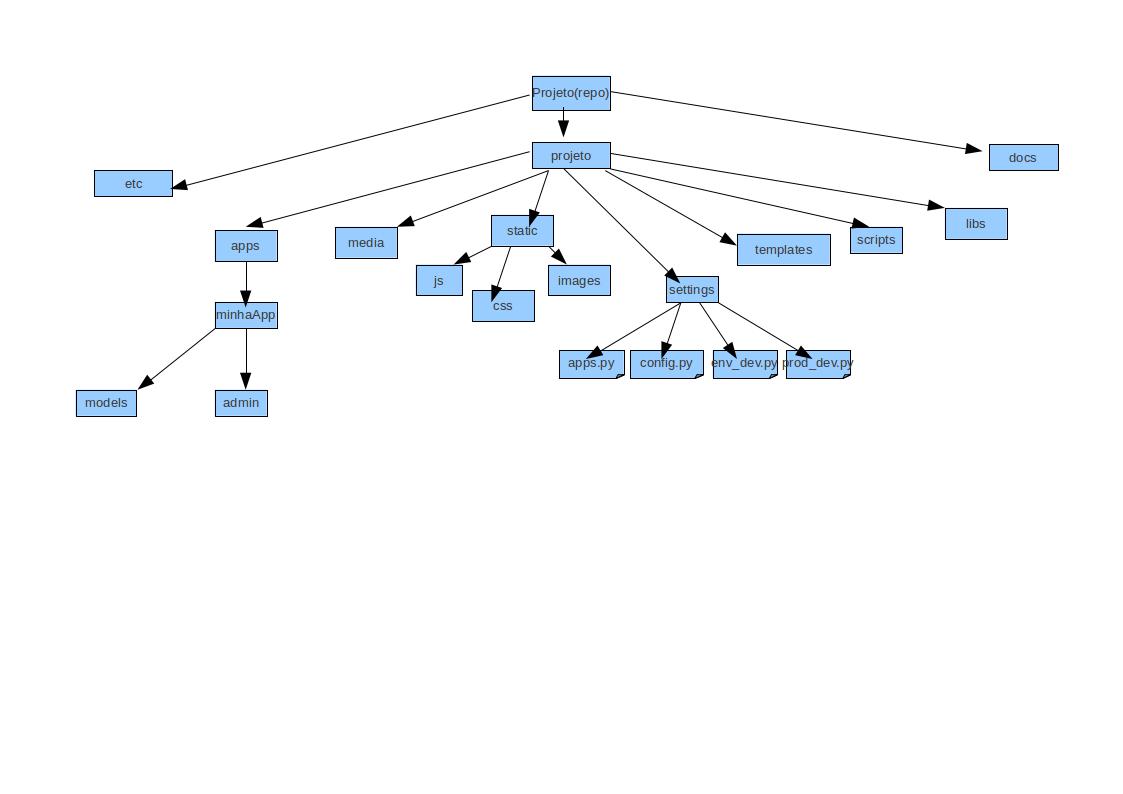 Projeto(repo)
projeto
docs
etc
libs
static
scripts
apps
media
templates
js
images
settings
css
minhaApp
apps.py
config.py
env_dev.py
prod_dev.py
models
admin